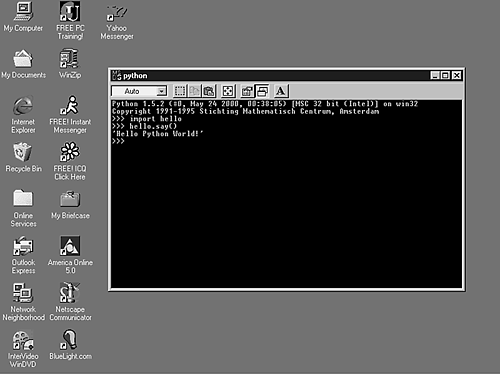 My Computer
FREE PC
Training!
Yahoo
Messenger
My Documents
WinZip
Internet
Explorer
FREE! Instant
Messenger
Recycle Bin
FREE! ICQ
Click Here
Online
Services
My Briefcase
Outlook
Express
America Online
5.0
Network
Neighborhood
Netscape
Communicator
InterVideo
WinDVD
BlueLight.com
python
Auto
A
Python 1.5.2 (#0, May 24 2000, 00:38:05) [MSC 32 bit (Intel)] on win32
Copyright 1991-1995 Stichting Mathematisch Centrum, Amsterdam
>>> import hello
>>> hello.say()
'Hello Python World!'
>>>